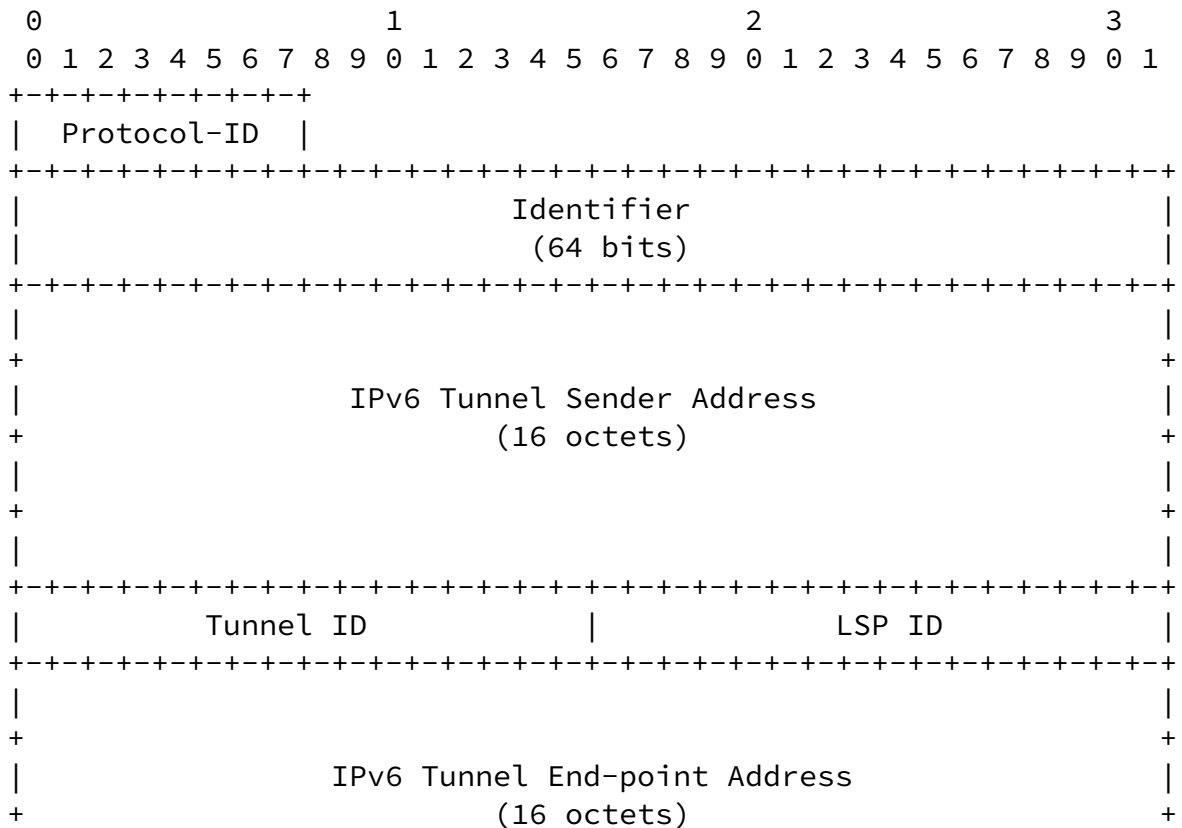 0                   1                   2                   3
 0 1 2 3 4 5 6 7 8 9 0 1 2 3 4 5 6 7 8 9 0 1 2 3 4 5 6 7 8 9 0 1
+-+-+-+-+-+-+-+-+
|  Protocol-ID  |
+-+-+-+-+-+-+-+-+-+-+-+-+-+-+-+-+-+-+-+-+-+-+-+-+-+-+-+-+-+-+-+-+
|                           Identifier                          |
|                            (64 bits)                          |
+-+-+-+-+-+-+-+-+-+-+-+-+-+-+-+-+-+-+-+-+-+-+-+-+-+-+-+-+-+-+-+-+
|                                                               |
+                                                               +
|                  IPv6 Tunnel Sender Address                   |
+                          (16 octets)                          +
|                                                               |
+                                                               +
|                                                               |
+-+-+-+-+-+-+-+-+-+-+-+-+-+-+-+-+-+-+-+-+-+-+-+-+-+-+-+-+-+-+-+-+
|          Tunnel ID            |             LSP ID            |
+-+-+-+-+-+-+-+-+-+-+-+-+-+-+-+-+-+-+-+-+-+-+-+-+-+-+-+-+-+-+-+-+
|                                                               |
+                                                               +
|                 IPv6 Tunnel End-point Address                 |
+                          (16 octets)                          +